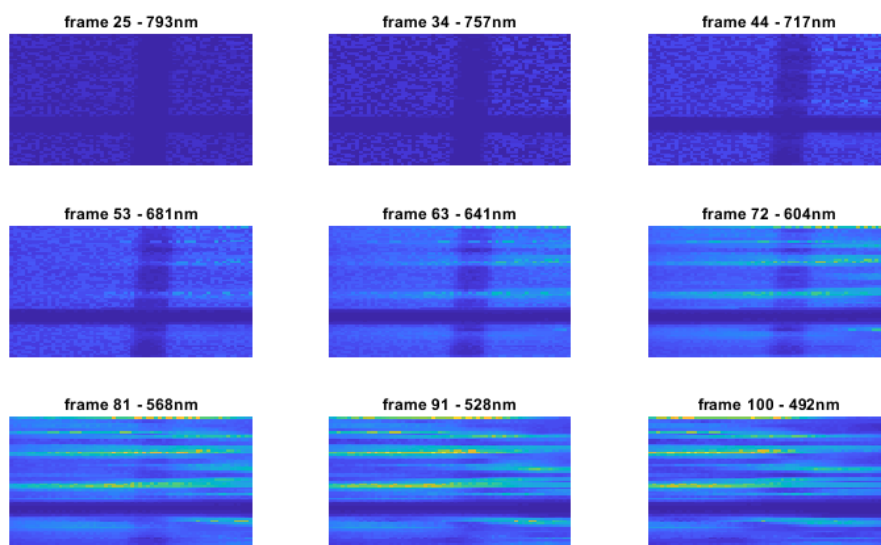 frame 25 - 793nm
frame 34 - 757nm
frame 44 - 717nm
frame 53 - 681nm
frame 63 - 641nm
frame 72 - 604nm
frame 81 - 568nm
frame 91 - 528nm
frame 100 - 492nm